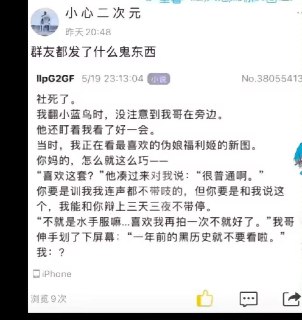 小心二次元
昨天20:48
群友都发了什么鬼东西
llpG2GF 5/19 23:13:04 小说 No.38055413
社死了。
我翻小蓝鸟时，没注意到我哥在旁边。
他还盯着我看了好一会。
当时，我正在看最喜欢的伪娘福利姬的新图。
你妈的，怎么就这么巧——
“喜欢这套？”他凑过来对我说：“很普通啊。”
你要是训我我连声都不带吱的，但你要是和我说这
个，我能和你辩上三天三夜不带停。
“不就是水手服嘛...喜欢我再拍一次不就好了。”我哥
伸手划了下屏幕：“一年前的黑历史就不要看啦。”
我：？
iPhone
浏览9次